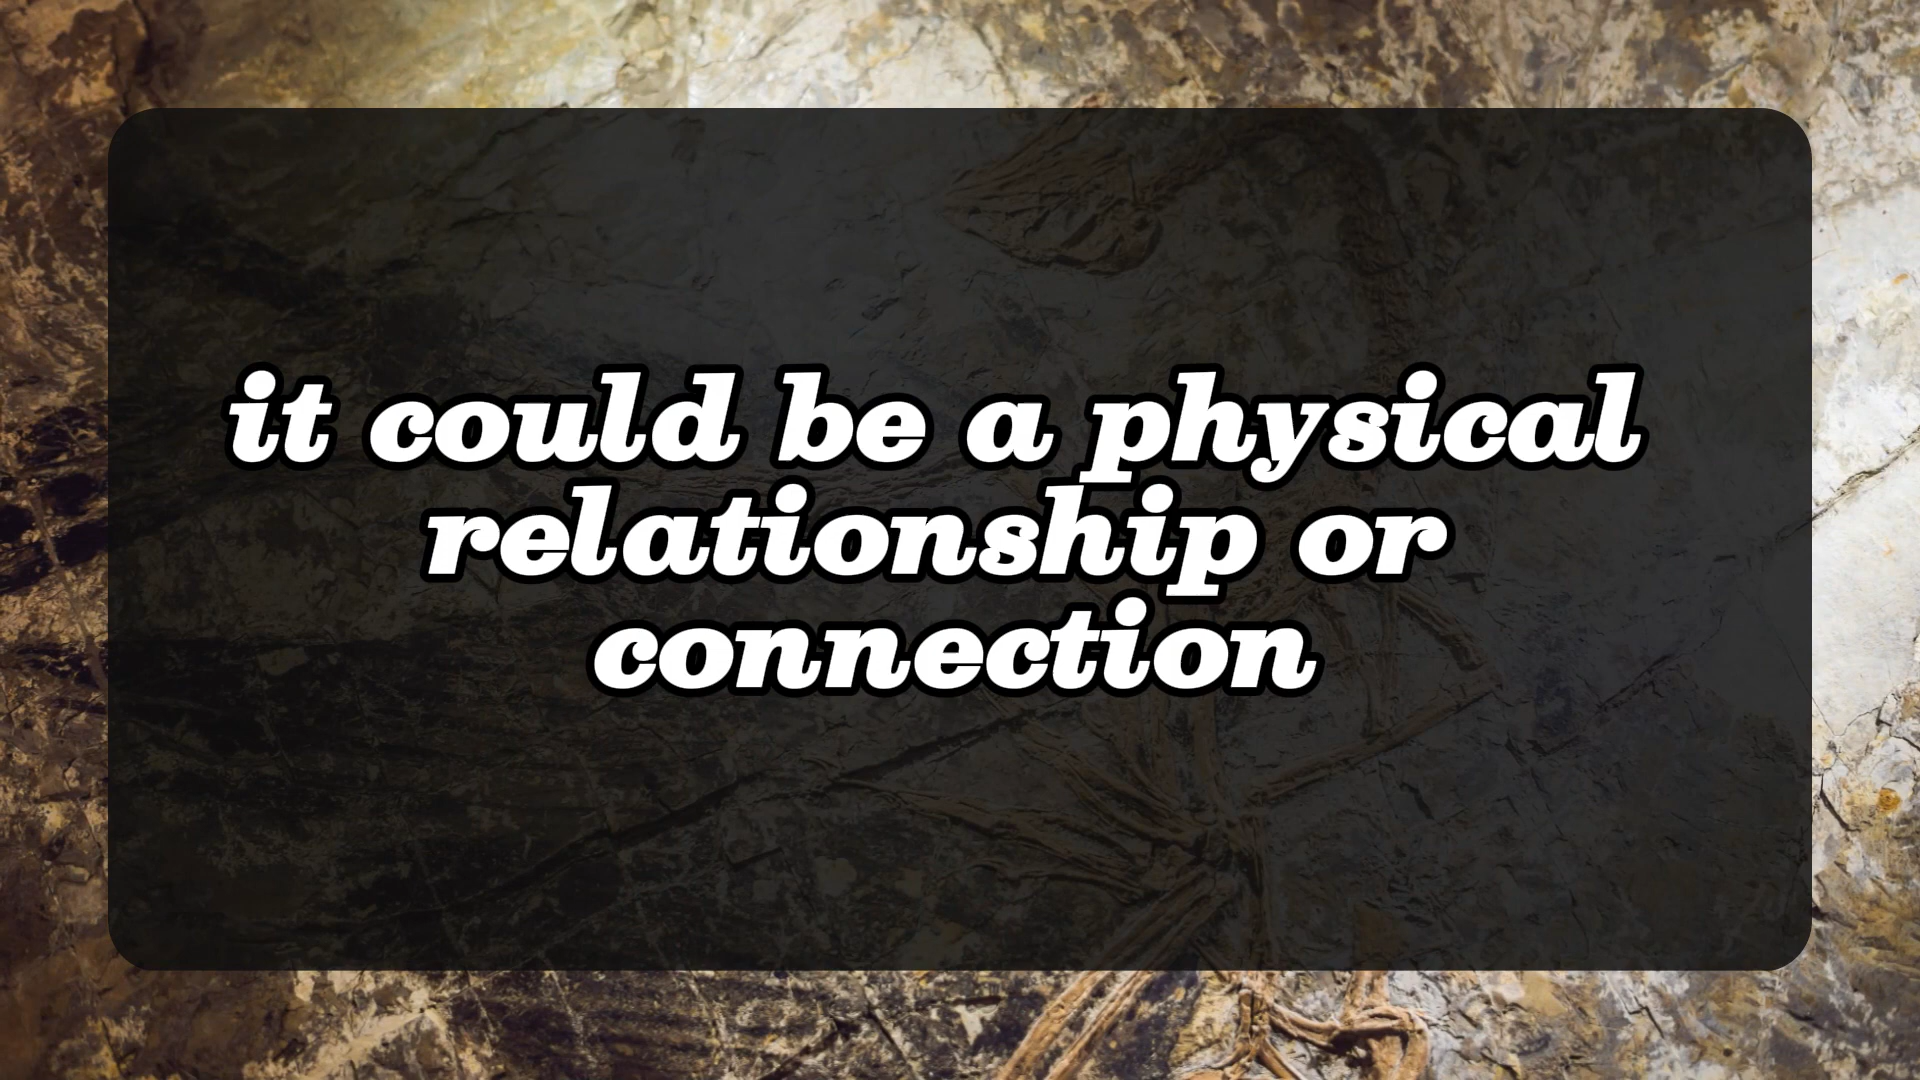 it could be a physical
relationship or
connection